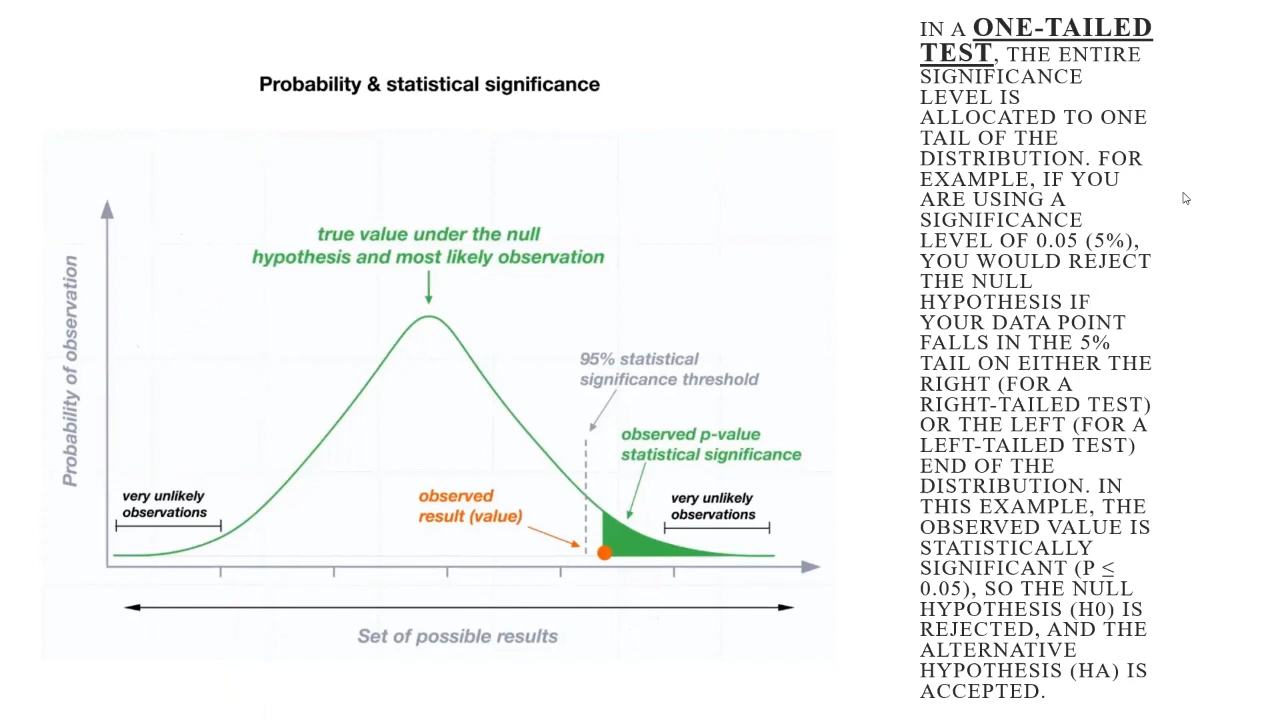 Probability & statistical significance
Probability of observation
true value under the null
hypothesis and most likely observation
95% statistical
significance threshold
observed p-value
statistical significance
observed
result (value)
very unlikely
observations
very unlikely
observations
Set of possible results
IN A ONE-TAILED
TEST, THE ENTIRE
SIGNIFICANCE
LEVEL IS
ALLOCATED TO ONE
TAIL OF THE
DISTRIBUTION. FOR
EXAMPLE, IF YOU
ARE USING A
SIGNIFICANCE
LEVEL OF 0.05 (5%),
YOU WOULD REJECT
THE NULL
HYPOTHESIS IF
YOUR DATA POINT
FALLS IN THE 5%
TAIL ON EITHER THE
RIGHT (FOR A
RIGHT-TAILED TEST)
OR THE LEFT (FOR A
LEFT-TAILED TEST)
END OF THE
DISTRIBUTION. IN
THIS EXAMPLE, THE
OBSERVED VALUE IS
STATISTICALLY
SIGNIFICANT (P ≤
0.05), SO THE NULL
HYPOTHESIS (H0) IS
REJECTED, AND THE
ALTERNATIVE
HYPOTHESIS (HA) IS
ACCEPTED.